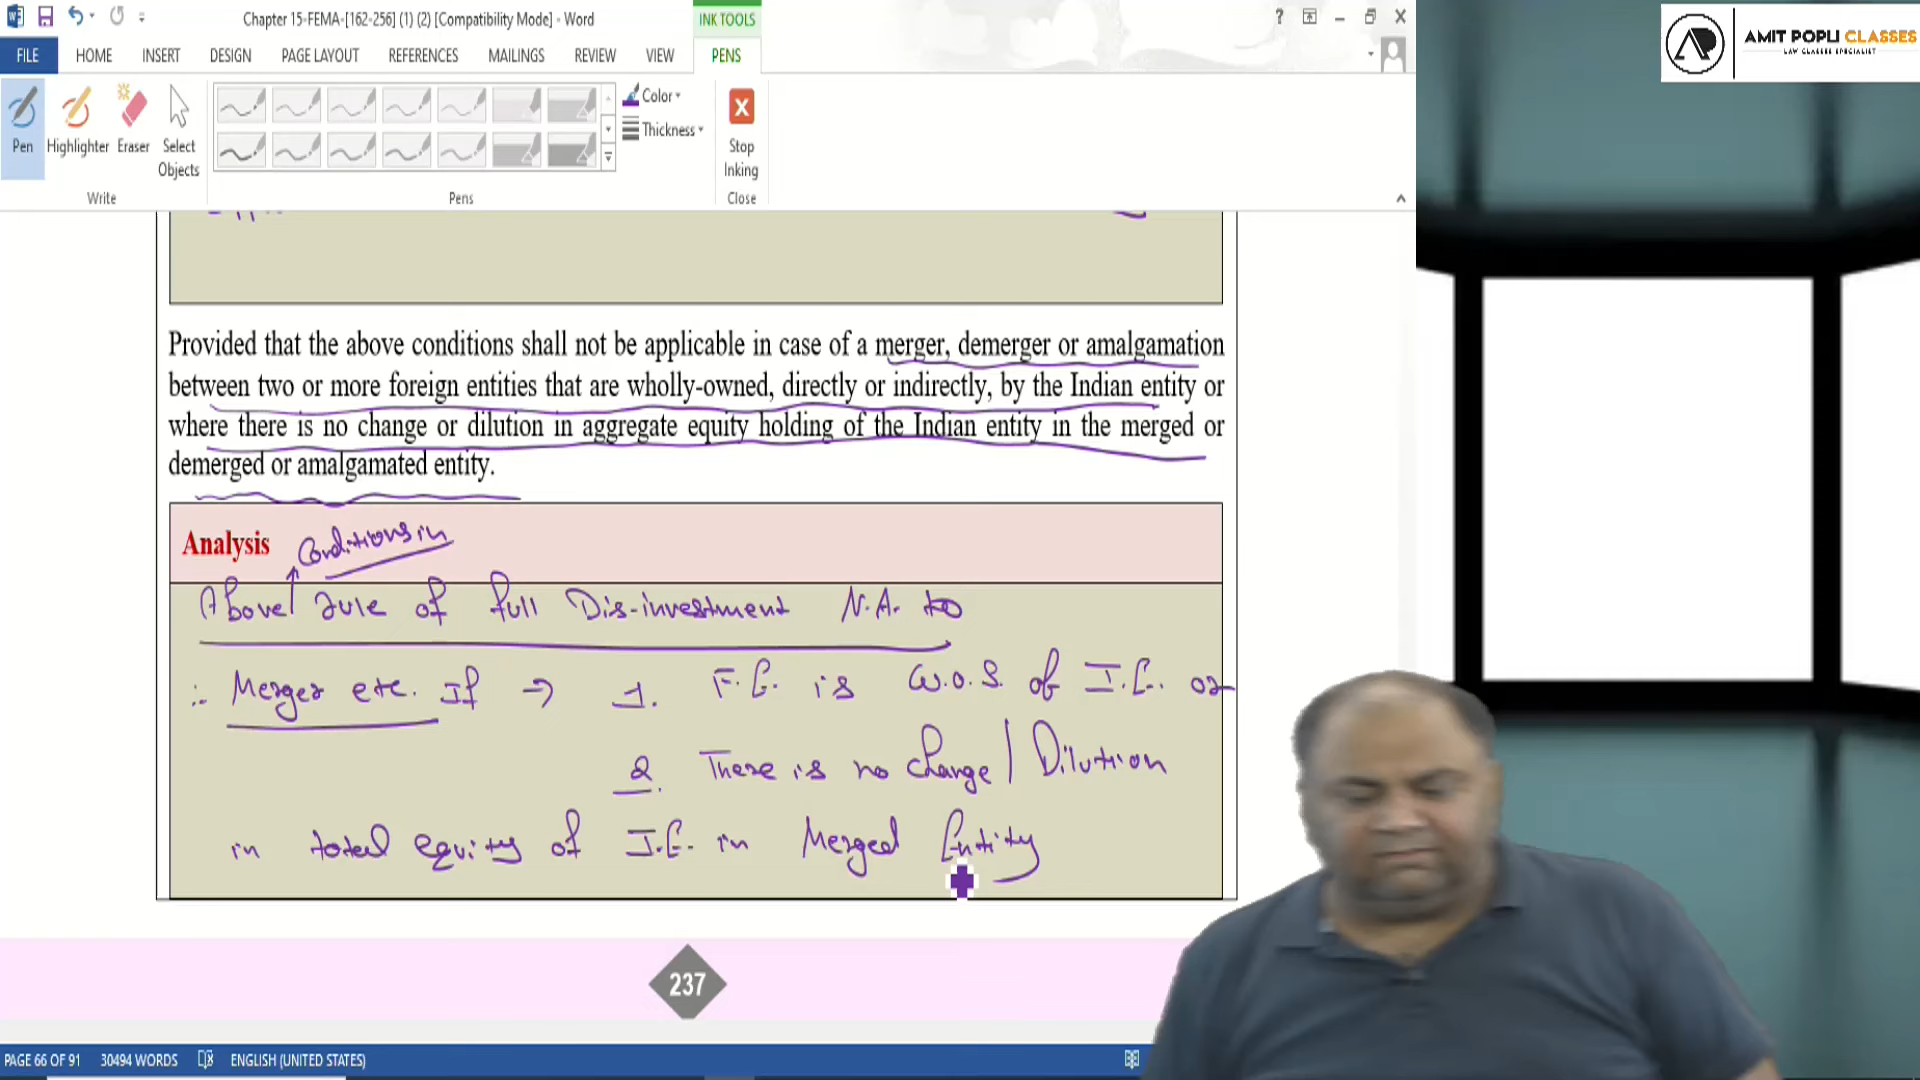 Chapter 15-FEMA-[162-256] (1) (2) [Compatibility Mode] - Word
INK TOOLS
?
AMIT POPLI CLASSES
LAW CLASSES SPECIALIST
FILE HOME INSERT DESIGN PAGE LAYOUT REFERENCES MAILINGS REVIEW VIEW PENS
Pen Highlighter Eraser Select Objects
Color
Thickness
Stop Inking
Write Pens Close
Provided that the above conditions shall not be applicable in case of a merger, demerger or amalgamation
between two or more foreign entities that are wholly-owned, directly or indirectly, by the Indian entity or
where there is no change or dilution in aggregate equity holding of the Indian entity in the merged or
demerged or amalgamated entity.
Analysis Conditions in
Above rule of full Dis-investment N.A. to
∴ Merger etc. If → 1. F.E. is W.O.S. of I.E. or
2. There is no change / Dilution
in total equity of I.E. in Merged Entity
237
PAGE 66 OF 91 30494 WORDS ENGLISH (UNITED STATES)